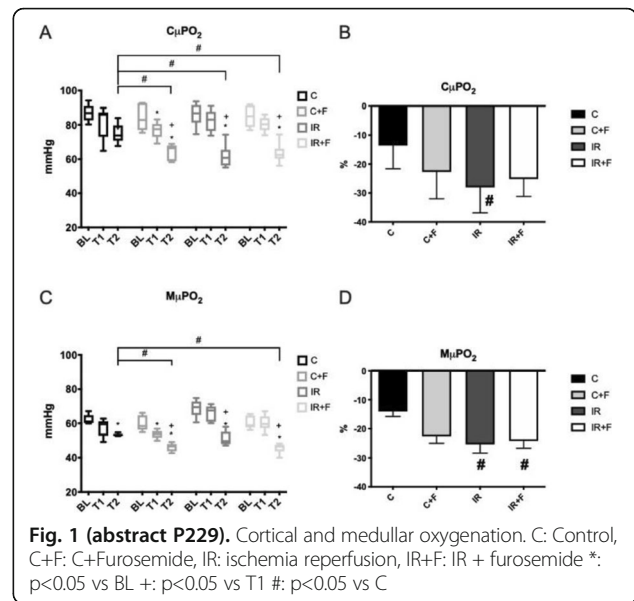 A
CμPO2
#
#
#
100
80
60
40
20
mmHg
C
C+F
IR
IR+F
*
*
+
*
+
*
+
*
BL T1 T2 BL T1 T2 BL T1 T2 BL T1 T2
B
CμPO2
0
-10
-20
-30
-40
%
#
C
C+F
IR
IR+F
C C+F IR IR+F
C
MμPO2
#
#
100
80
60
40
20
mmHg
C
C+F
IR
IR+F
*
*
+
*
+
*
+
*
BL T1 T2 BL T1 T2 BL T1 T2 BL T1 T2
D
MμPO2
0
-10
-20
-30
-40
%
# #
C
C+F
IR
IR+F
C C+F IR IR+F
Fig. 1 (abstract P229). Cortical and medullar oxygenation. C: Control,
C+F: C+Furosemide, IR: ischemia reperfusion, IR+F: IR + furosemide *:
p<0.05 vs BL +: p<0.05 vs T1 #: p<0.05 vs C